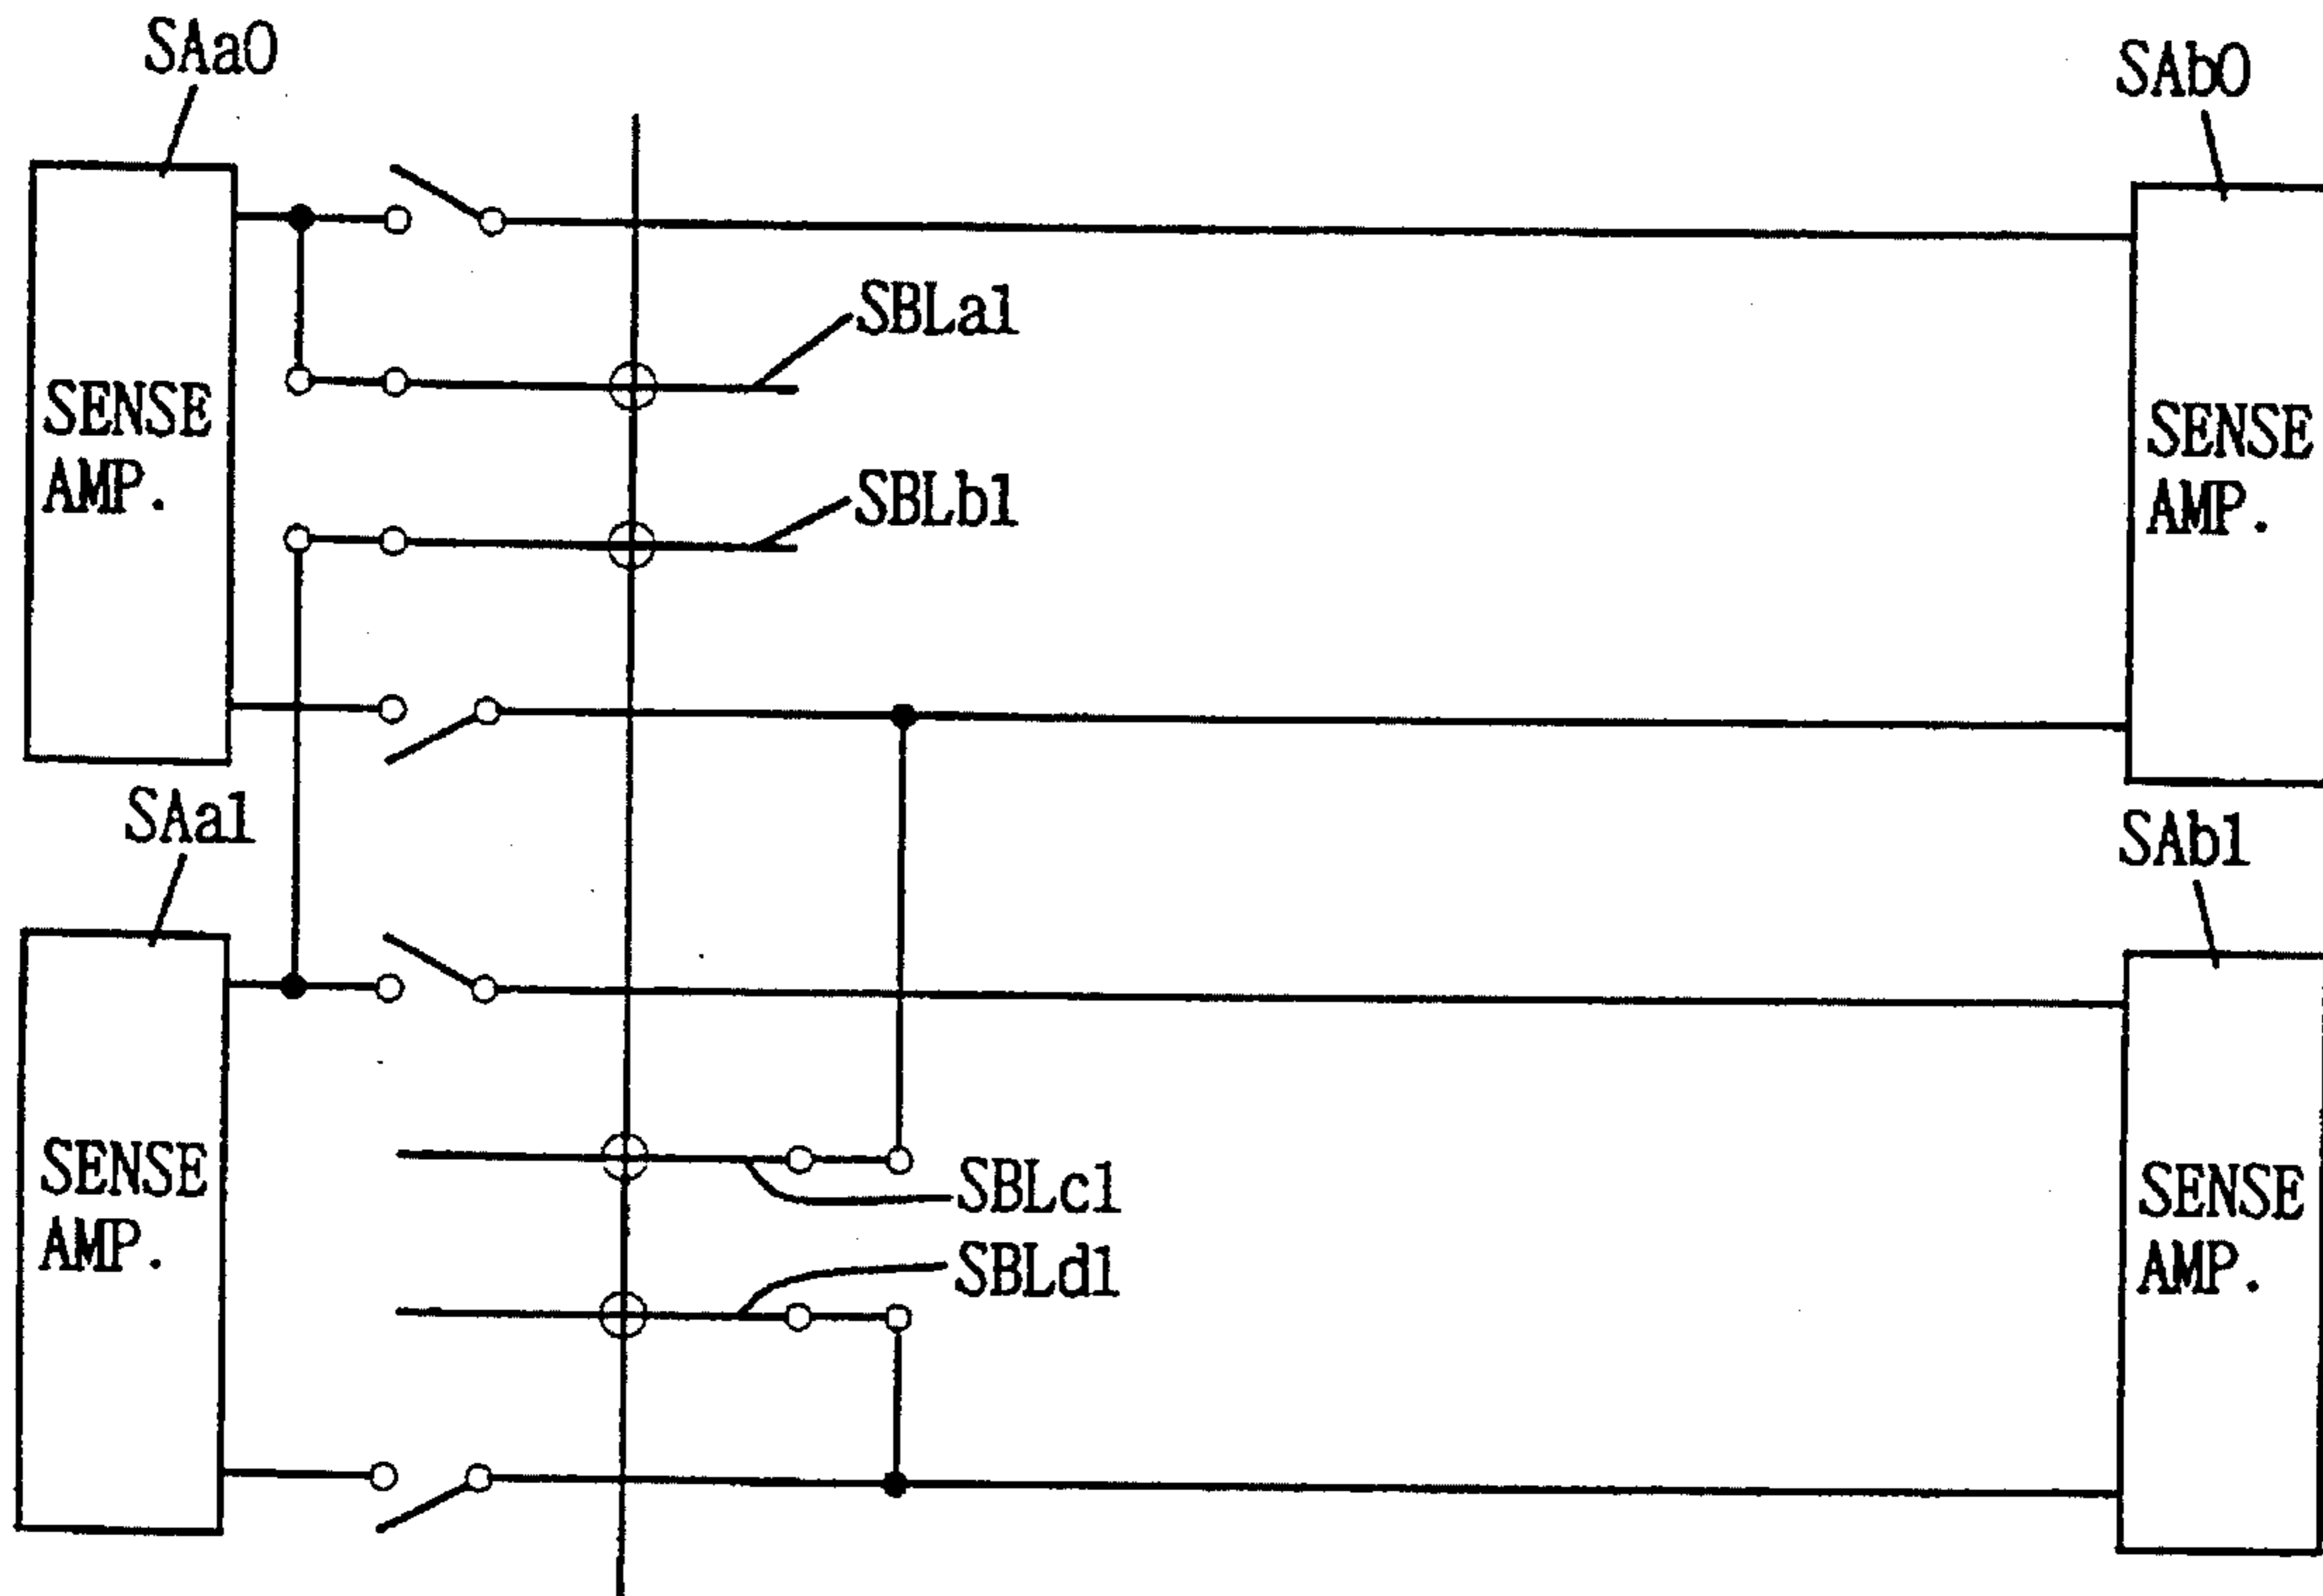 SAa0
SAb0
SBLa1
SENSE
AMP.
SENSE
AMP.
SBLb1
SAa1
SAb1
SENSE
AMP.
SENSE
AMP.
SBLc1
SBLd1